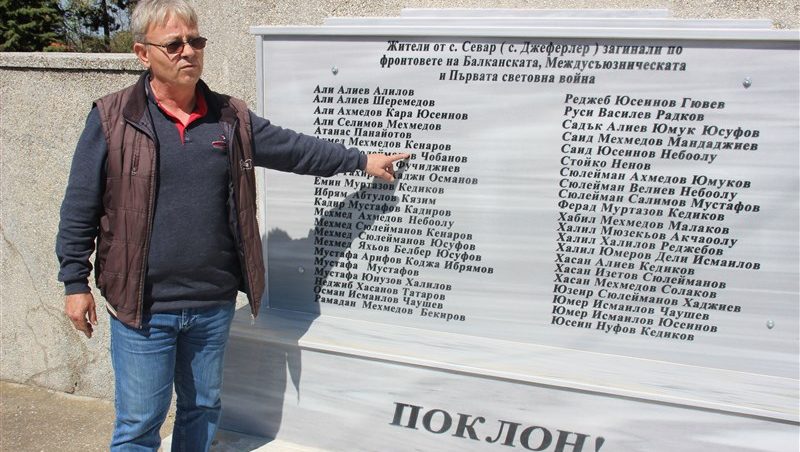 Жители от с. Севар ( с. Джеферлер ) загинали по
фронтовете на Балканската, Междусъюзническата
и Първата световна война
Али Алиев Алилов
Али Алиев Шеремедов
Али Ахмедов Кара Юсеинов
Али Селимов Мехмедов
Атанас Панайотов
Мехмедов Кенаров
Чобанов
Фучиджиев
Хаджи Османов
Емин Муртазов Кедиков
Ибрям Абтулов Кязим
Кадир Мустафов Кадиров
Мехмед Ахмедов Небоолу
Мехмед Сюлейманов Кенаров
Мехмед Сюлейманов Юсуфов
Мехмед Яхьов Белбер Юсуфов
Мустафа Арифов Коджа Ибрямов
Мустафа Мустафов
Мустафа Юнузов Халилов
Неджиб Хасанов Татаров
Осман Исмаилов Чаушев
Рамадан Мехмедов Бекиров
Реджеб Юсеинов Гювев
Руси Василев Радков
Садък Алиев Юмук Юсуфов
Саид Мехмедов Мандаджиев
Саид Юсеинов Небоолу
Стойко Ненов
Сюлейман Ахмедов Юмуков
Сюлейман Велиев Небоолу
Сюлейман Салимов Мустафов
Ферад Муртазов Кедиков
Хабил Мехмедов Малаков
Халил Мюзекьов Акчаоолу
Халил Халилов Реджебов
Халил Юмеров Дели Исмаилов
Хасан Алиев Кедиков
Хасан Изетов Сюлейманов
Хасан Мехмедов Солаков
Юзеир Сюлейманов Хаджиев
Юмер Исмаилов Чаушев
Юмер Исмаилов Юсеинов
Юсеин Нуфов Кедиков
ПОКЛОН!